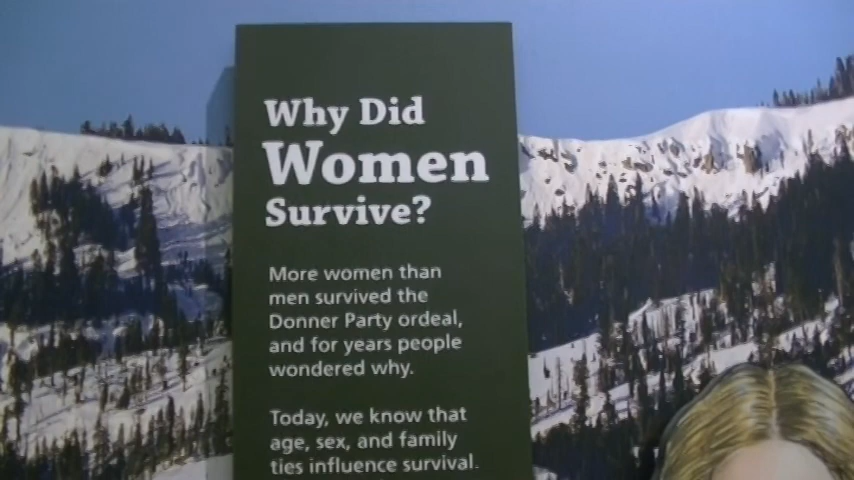 Why Did
Women
Survive?
More women than
men survived the
Donner Party ordeal,
and for years people
wondered why.
Today, we know that
age, sex, and family
ties influence survival.